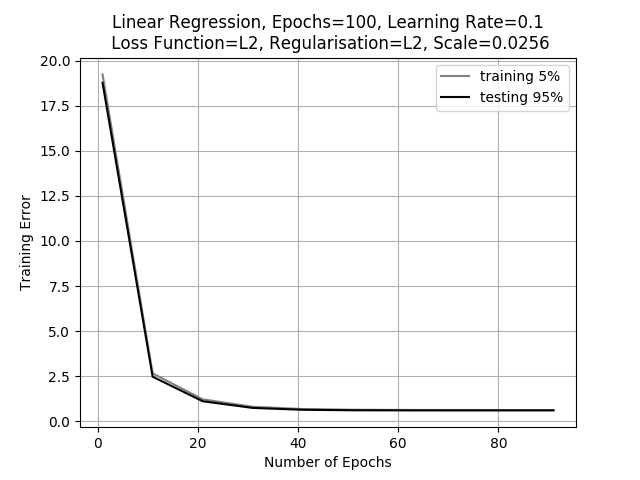 Linear Regression, Epochs=100, Learning Rate=0.1
Loss Function=L2, Regularisation=L2, Scale=0.0256
training 5%
testing 95%
20.0
17.5
15.0
12.5
10.0
7.5
5.0
2.5
0.0
Training Error
0 20 40 60 80
Number of Epochs